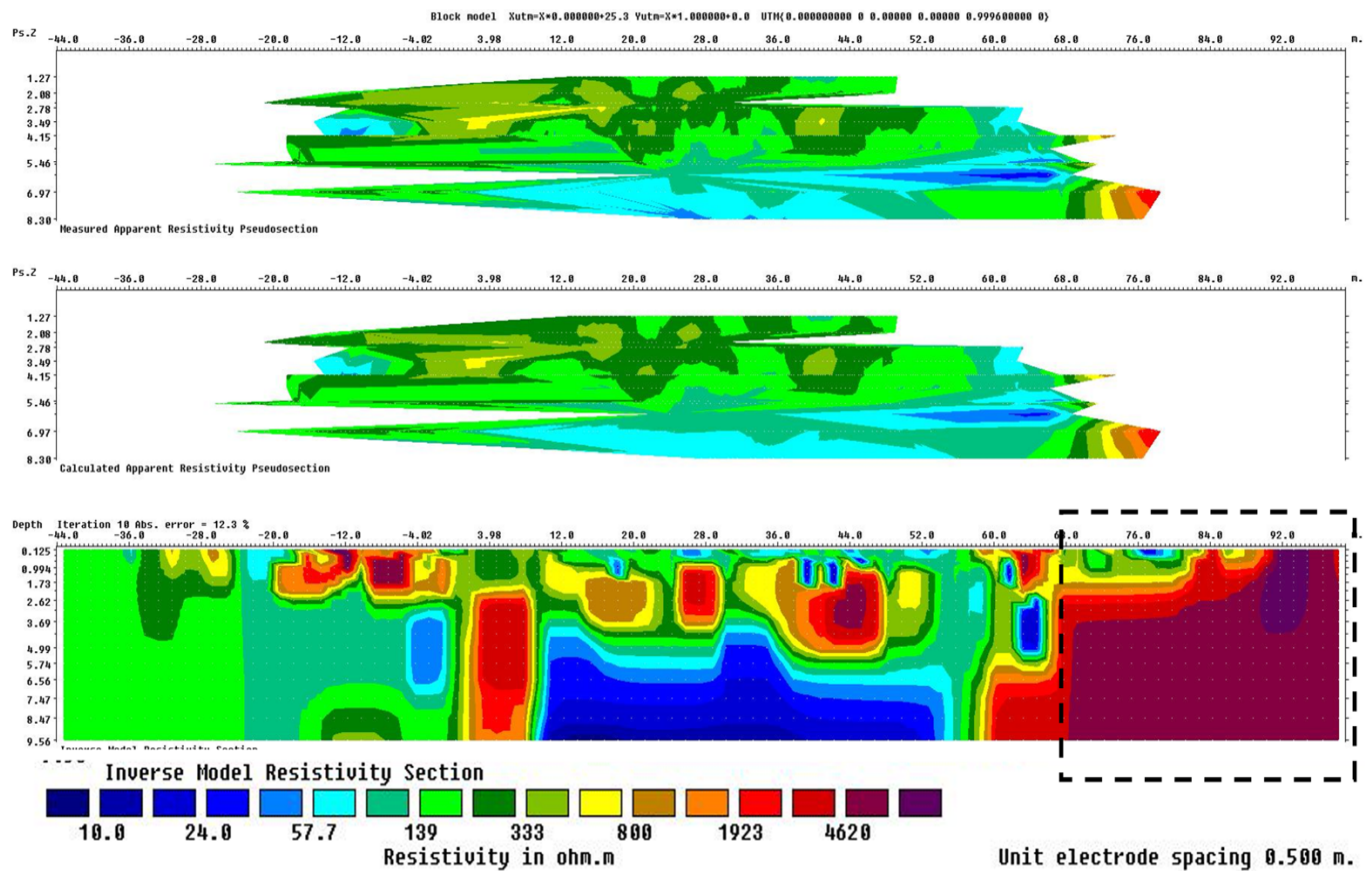 Block model Xutm=X*0.000000+25.3 Yutm=X*1.000000+0.0 UTM{0.000000000 0 0.00000 0.00000 0.999600000 0}
Ps.Z -44.0 -36.0 -28.0 -20.0 -12.0 -4.02 3.98 12.0 20.0 28.0 36.0 44.0 52.0 60.0 68.0 76.0 84.0 92.0 m.
1.27
2.08
2.78
3.49
4.15
5.46
6.97
8.30
Measured Apparent Resistivity Pseudosection
Ps.Z -44.0 -36.0 -28.0 -20.0 -12.0 -4.02 3.98 12.0 20.0 28.0 36.0 44.0 52.0 60.0 68.0 76.0 84.0 92.0 m.
1.27
2.08
2.78
3.49
4.15
5.46
6.97
8.30
Calculated Apparent Resistivity Pseudosection
Depth Iteration 10 Abs. error = 12.3 %
-44.0 -36.0 -28.0 -20.0 -12.0 -4.02 3.98 12.0 20.0 28.0 36.0 44.0 52.0 60.0 68.0 76.0 84.0 92.0 m.
0.125
0.994
1.73
2.62
3.69
4.99
5.74
6.56
7.47
8.47
9.56
Inverse Model Resistivity Section
Inverse Model Resistivity Section
10.0 24.0 57.7 139 333 800 1923 4620
Resistivity in ohm.m
Unit electrode spacing 0.500 m.